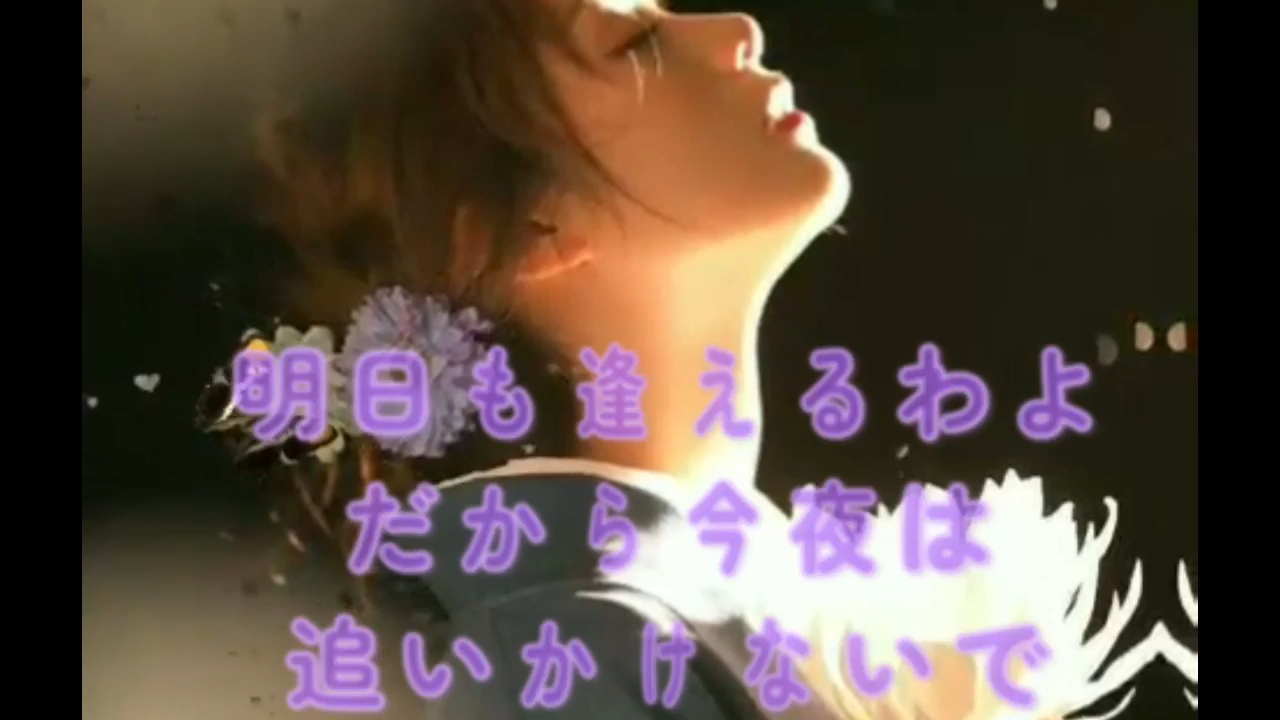 明日も逢えるわよ
だから今夜は
追いかけないで